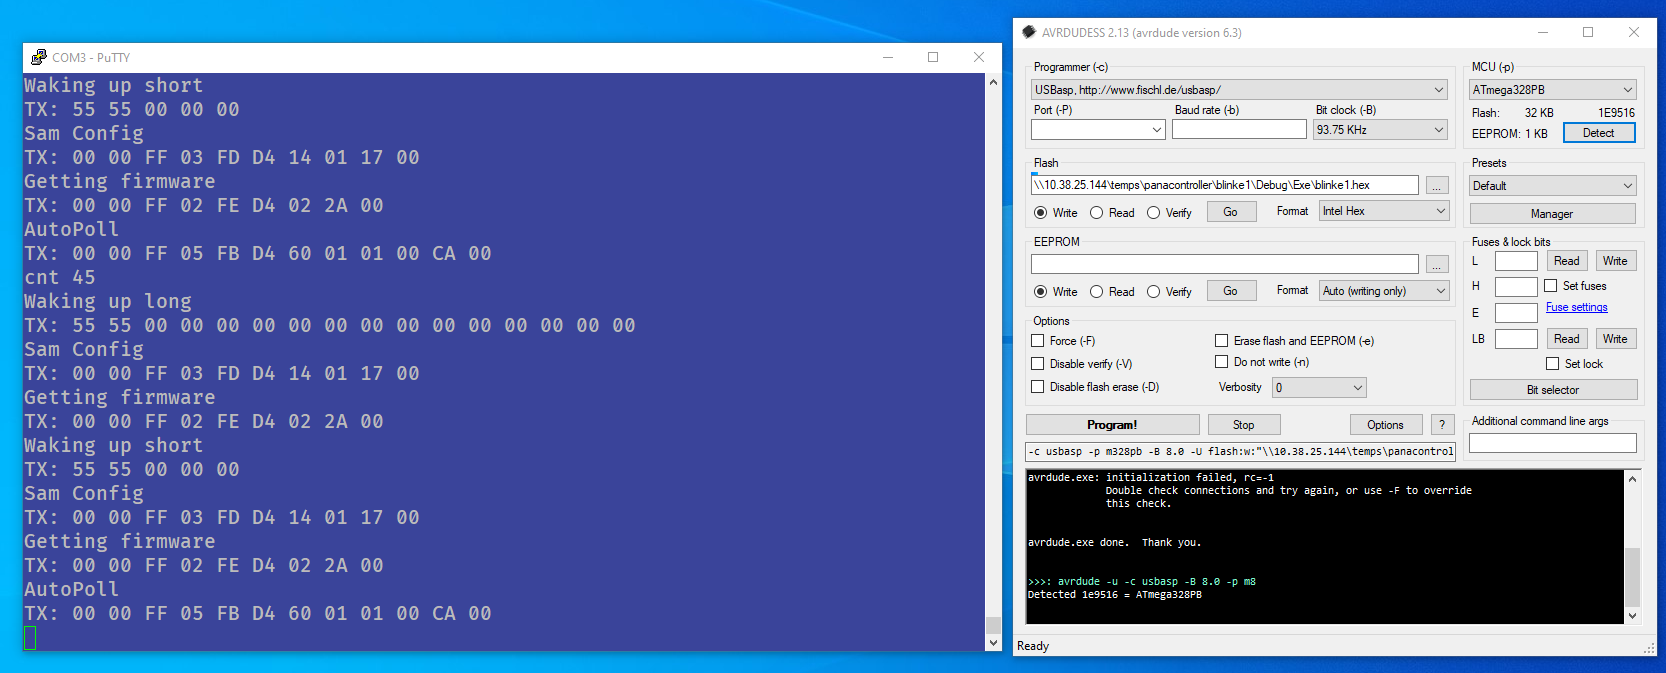 COM3 - PuTTY
Waking up short
TX: 55 55 00 00 00
Sam Config
TX: 00 00 FF 03 FD D4 14 01 17 00
Getting firmware
TX: 00 00 FF 02 FE D4 02 2A 00
AutoPoll
TX: 00 00 FF 05 FB D4 60 01 01 00 CA 00
cnt 45
Waking up long
TX: 55 55 00 00 00 00 00 00 00 00 00 00 00 00 00 00
Sam Config
TX: 00 00 FF 03 FD D4 14 01 17 00
Getting firmware
TX: 00 00 FF 02 FE D4 02 2A 00
Waking up short
TX: 55 55 00 00 00
Sam Config
TX: 00 00 FF 03 FD D4 14 01 17 00
Getting firmware
TX: 00 00 FF 02 FE D4 02 2A 00
AutoPoll
TX: 00 00 FF 05 FB D4 60 01 01 00 CA 00
AVRDUDESS 2.13 (avrdude version 6.3)
Programmer (-c)
USBasp, http://www.fischl.de/usbasp/
Port (-P) Baud rate (-b) Bit clock (-B)
93.75 KHz
MCU (-p)
ATmega328PB
Flash: 32 KB 1E9516
EEPROM: 1 KB Detect
Flash
\\10.38.25.144\temps\panacontroller\blinke1\Debug\Exe\blinke1.hex ...
Write Read Verify Go Format Intel Hex
Presets
Default
Manager
EEPROM
...
Write Read Verify Go Format Auto (writing only)
Fuses & lock bits
L Read Write
H Set fuses
E Fuse settings
LB Read Write
Set lock
Bit selector
Options
Force (-F) Erase flash and EEPROM (-e)
Disable verify (-V) Do not write (-n)
Disable flash erase (-D) Verbosity 0
Program! Stop Options ?
Additional command line args
-c usbasp -p m328pb -B 8.0 -U flash:w:"\\10.38.25.144\temps\panacontrol
avrdude.exe: initialization failed, rc=-1
Double check connections and try again, or use -F to override
this check.
avrdude.exe done. Thank you.
>>>: avrdude -u -c usbasp -B 8.0 -p m8
Detected 1e9516 = ATmega328PB
Ready